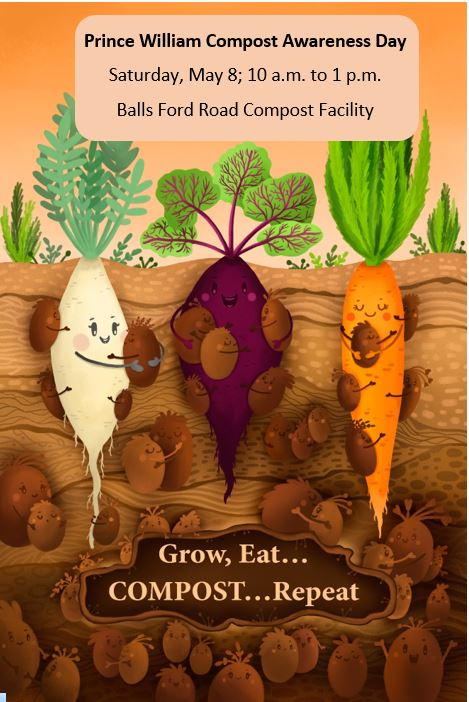 Prince William Compost Awareness Day
Saturday, May 8; 10 a.m. to 1 p.m.
Balls Ford Road Compost Facility
Grow, Eat...
COMPOST...Repeat